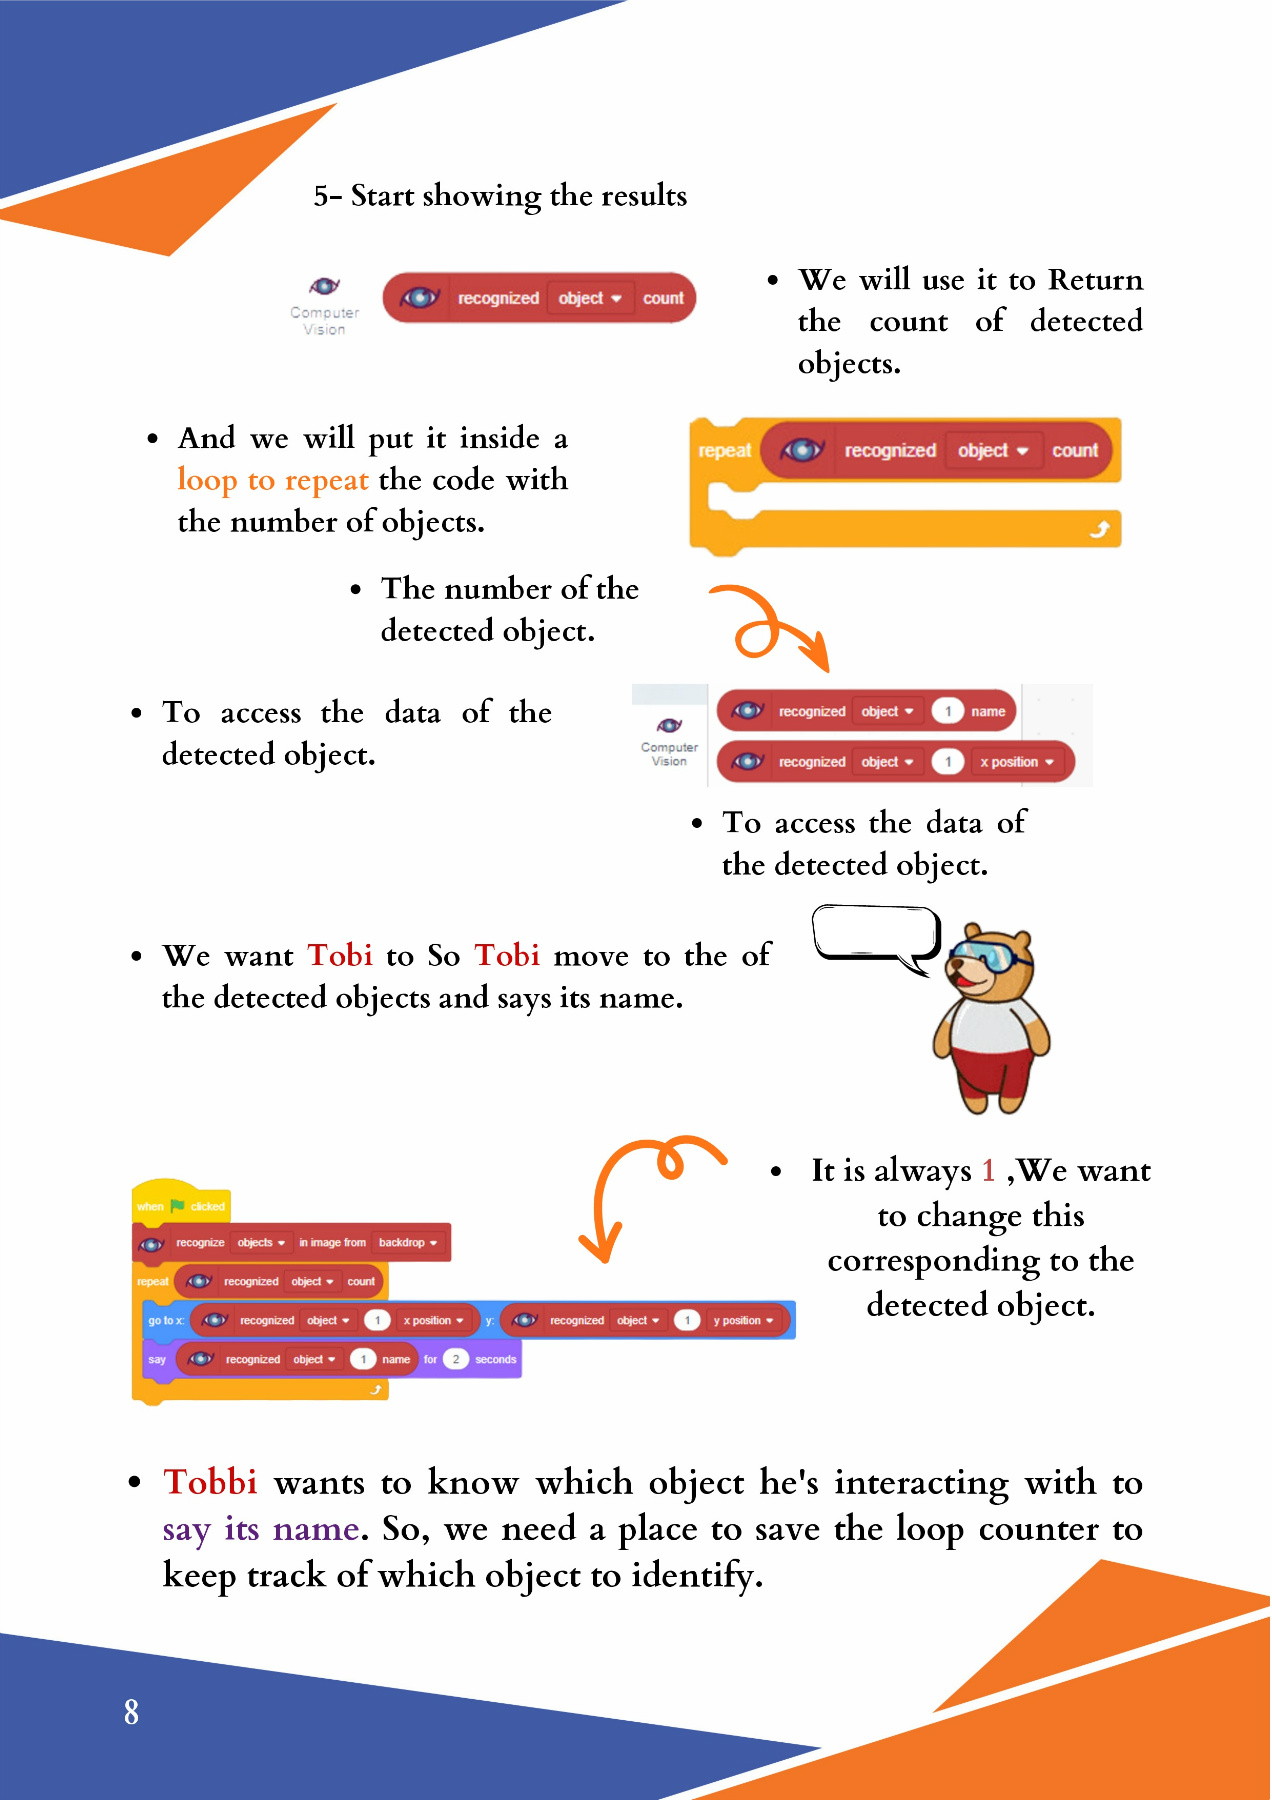 5- Start showing the results
Computer
Vision
recognized object count
• We will use it to Return
the count of detected
objects.
• And we will put it inside a
loop to repeat the code with
the number of objects.
repeat recognized object count
• The number of the
detected object.
• To access the data of the
detected object.
Computer
Vision
recognized object 1 name
recognized object 1 x position
• To access the data of
the detected object.
• We want Tobi to So Tobi move to the of
the detected objects and says its name.
• It is always 1 ,We want
to change this
corresponding to the
detected object.
when clicked
recognize objects in image from backdrop
repeat recognized object count
go to x: recognized object 1 x position y: recognized object 1 y position
say recognized object 1 name for 2 seconds
• Tobbi wants to know which object he's interacting with to
say its name. So, we need a place to save the loop counter to
keep track of which object to identify.
8